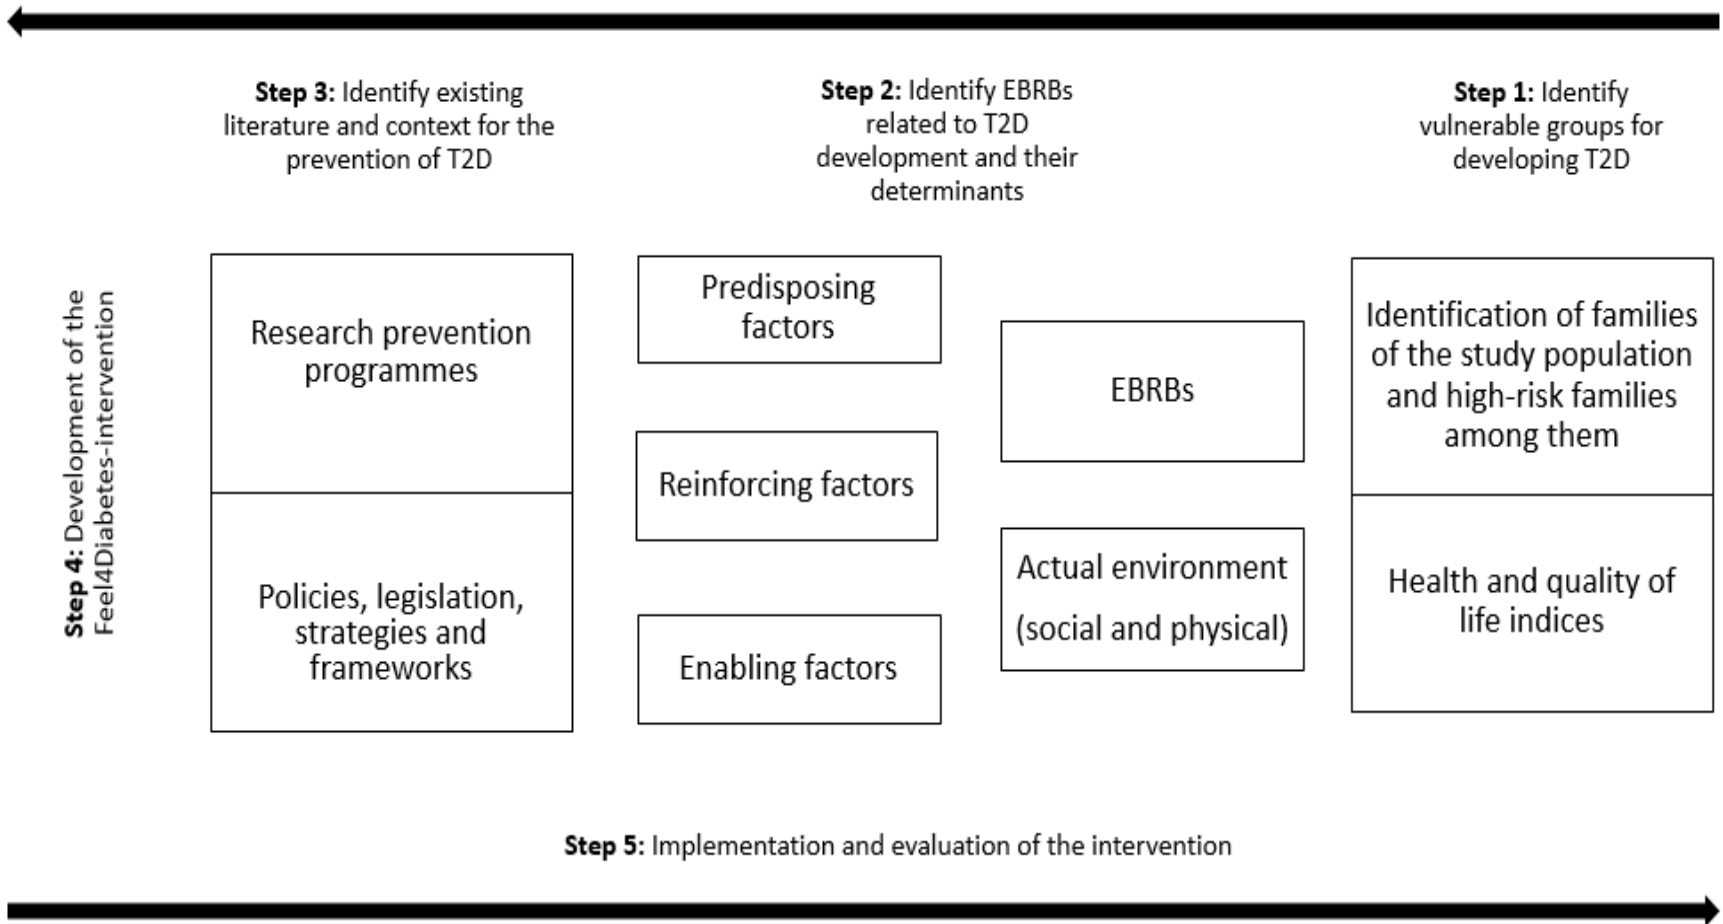 Step 3: Identify existing
literature and context for the
prevention of T2D
Step 2: Identify EBRBs
related to T2D
development and their
determinants
Step 1: Identify
vulnerable groups for
developing T2D
Step 4: Development of the
Feel4Diabetes-intervention
Research prevention
programmes
Policies, legislation,
strategies and
frameworks
Predisposing
factors
Reinforcing factors
Enabling factors
EBRBs
Actual environment
(social and physical)
Identification of families
of the study population
and high-risk families
among them
Health and quality of
life indices
Step 5: Implementation and evaluation of the intervention